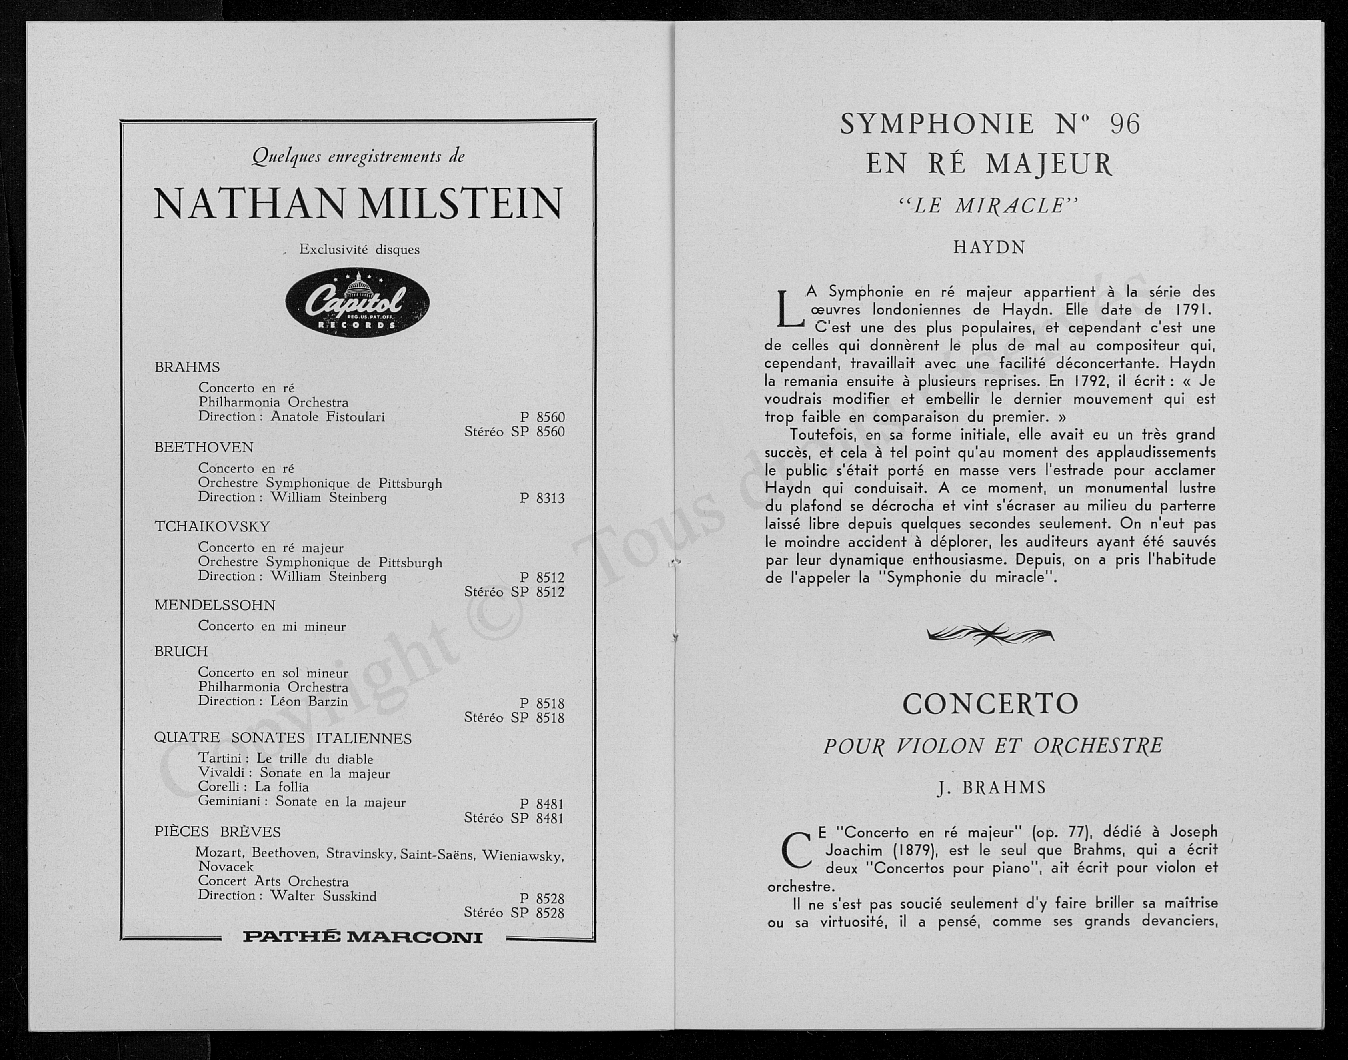 Quelques enregistrements de
NATHAN MILSTEIN
Exclusivité disques
Capitol
REG. U.S. PAT. OFF.
RECORDS
BRAHMS
Concerto en ré
Philharmonia Orchestra
Direction : Anatole Fistoulari P 8560
Stéréo SP 8560
BEETHOVEN
Concerto en ré
Orchestre Symphonique de Pittsburgh
Direction : William Steinberg P 8313
TCHAIKOVSKY
Concerto en ré majeur
Orchestre Symphonique de Pittsburgh
Direction : William Steinberg P 8512
Stéréo SP 8512
MENDELSSOHN
Concerto en mi mineur
BRUCH
Concerto en sol mineur
Philharmonia Orchestra
Direction : Léon Barzin P 8518
Stéréo SP 8518
QUATRE SONATES ITALIENNES
Tartini : Le trille du diable
Vivaldi : Sonate en la majeur
Corelli : La follia
Geminiani : Sonate en la majeur P 8481
Stéréo SP 8481
PIÈCES BRÈVES
Mozart, Beethoven, Stravinsky, Saint-Saëns, Wieniawsky,
Novacek
Concert Arts Orchestra
Direction : Walter Susskind P 8528
Stéréo SP 8528
PATHÉ MARCONI
SYMPHONIE Nº 96
EN RÉ MAJEUR
"LE MIRACLE"
HAYDN
LA Symphonie en ré majeur appartient à la série des
œuvres londoniennes de Haydn. Elle date de 1791.
C'est une des plus populaires, et cependant c'est une
de celles qui donnèrent le plus de mal au compositeur qui,
cependant, travaillait avec une facilité déconcertante. Haydn
la remania ensuite à plusieurs reprises. En 1792, il écrit : « Je
voudrais modifier et embellir le dernier mouvement qui est
trop faible en comparaison du premier. »
Toutefois, en sa forme initiale, elle avait eu un très grand
succès, et cela à tel point qu'au moment des applaudissements
le public s'était porté en masse vers l'estrade pour acclamer
Haydn qui conduisait. A ce moment, un monumental lustre
du plafond se décrocha et vint s'écraser au milieu du parterre
laissé libre depuis quelques secondes seulement. On n'eut pas
le moindre accident à déplorer, les auditeurs ayant été sauvés
par leur dynamique enthousiasme. Depuis, on a pris l'habitude
de l'appeler la "Symphonie du miracle".
CONCERTO
POUR VIOLON ET ORCHESTRE
J. BRAHMS
CE "Concerto en ré majeur" (op. 77), dédié à Joseph
Joachim (1879), est le seul que Brahms, qui a écrit
deux "Concertos pour piano", ait écrit pour violon et
orchestre.
Il ne s'est pas soucié seulement d'y faire briller sa maîtrise
ou sa virtuosité, il a pensé, comme ses grands devanciers,
Copyright © Tous droits réservés